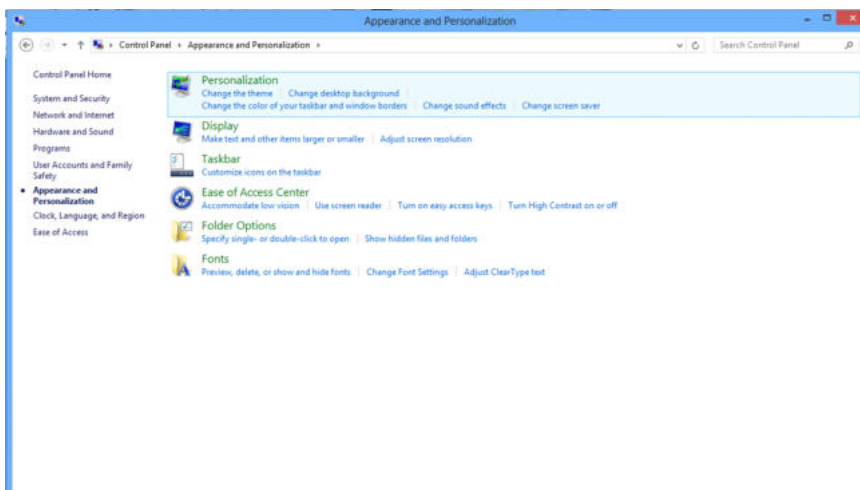 Appearance and Personalization
Control Panel Appearance and Personalization
Search Control Panel
Control Panel Home
System and Security
Network and Internet
Hardware and Sound
Programs
User Accounts and Family
Safety
Appearance and
Personalization
Clock, Language, and Region
Ease of Access
Personalization
Change the theme Change desktop background
Change the color of your taskbar and window borders Change sound effects Change screen saver
Display
Make text and other items larger or smaller Adjust screen resolution
Taskbar
Customize icons on the taskbar
Ease of Access Center
Accommodate low vision Use screen reader Turn on easy access keys Turn High Contrast on or off
Folder Options
Specify single- or double-click to open Show hidden files and folders
Fonts
Preview, delete, or show and hide fonts Change Font Settings Adjust ClearType text